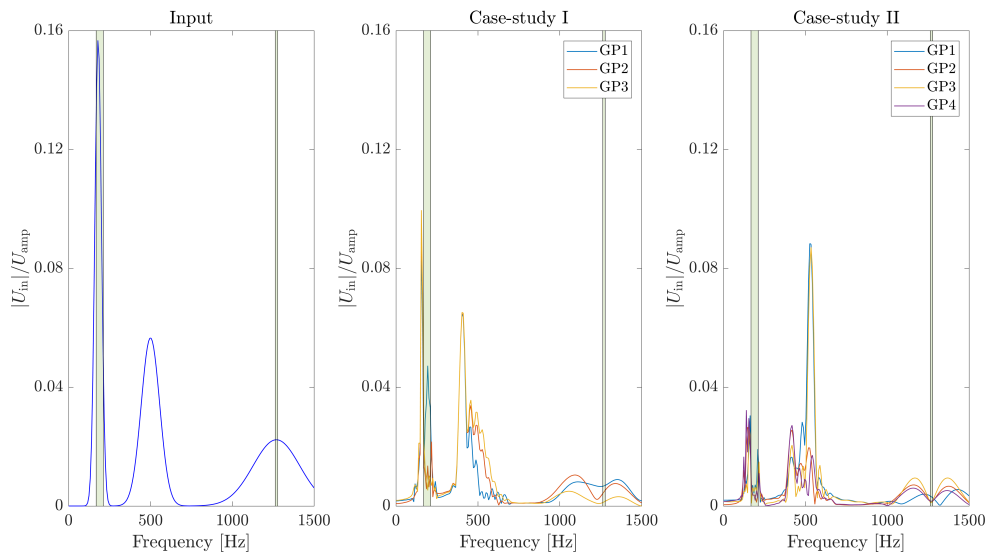 Input
Case-study I
Case-study II
0.16
0.12
0.08
0.04
0
|U_in|/U_amp
0 500 1000 1500
Frequency [Hz]
0.16
0.12
0.08
0.04
0
|U_in|/U_amp
0 500 1000 1500
Frequency [Hz]
GP1
GP2
GP3
0.16
0.12
0.08
0.04
0
|U_in|/U_amp
0 500 1000 1500
Frequency [Hz]
GP1
GP2
GP3
GP4